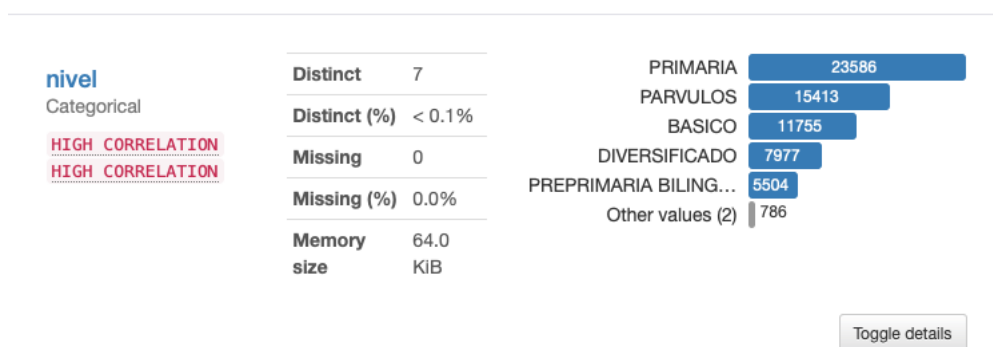 nivel
Categorical
HIGH CORRELATION
HIGH CORRELATION
Distinct 7
Distinct (%) < 0.1%
Missing 0
Missing (%) 0.0%
Memory size 64.0 KiB
PRIMARIA 23586
PARVULOS 15413
BASICO 11755
DIVERSIFICADO 7977
PREPRIMARIA BILING... 5504
Other values (2) 786
Toggle details